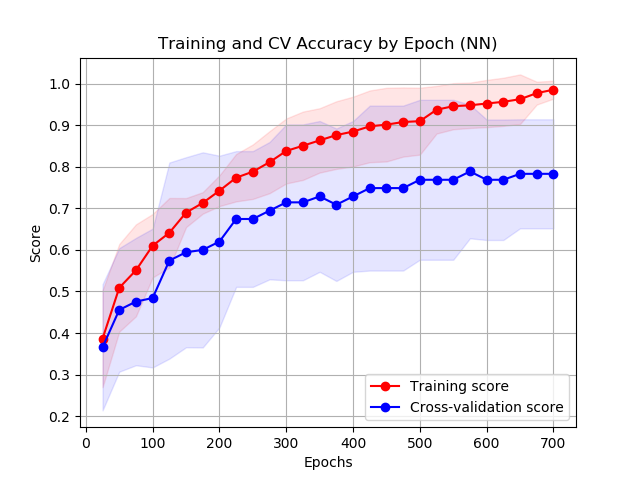 Training and CV Accuracy by Epoch (NN)
1.0
0.9
0.8
0.7
0.6
0.5
0.4
0.3
0.2
Score
0 100 200 300 400 500 600 700
Epochs
Training score
Cross-validation score